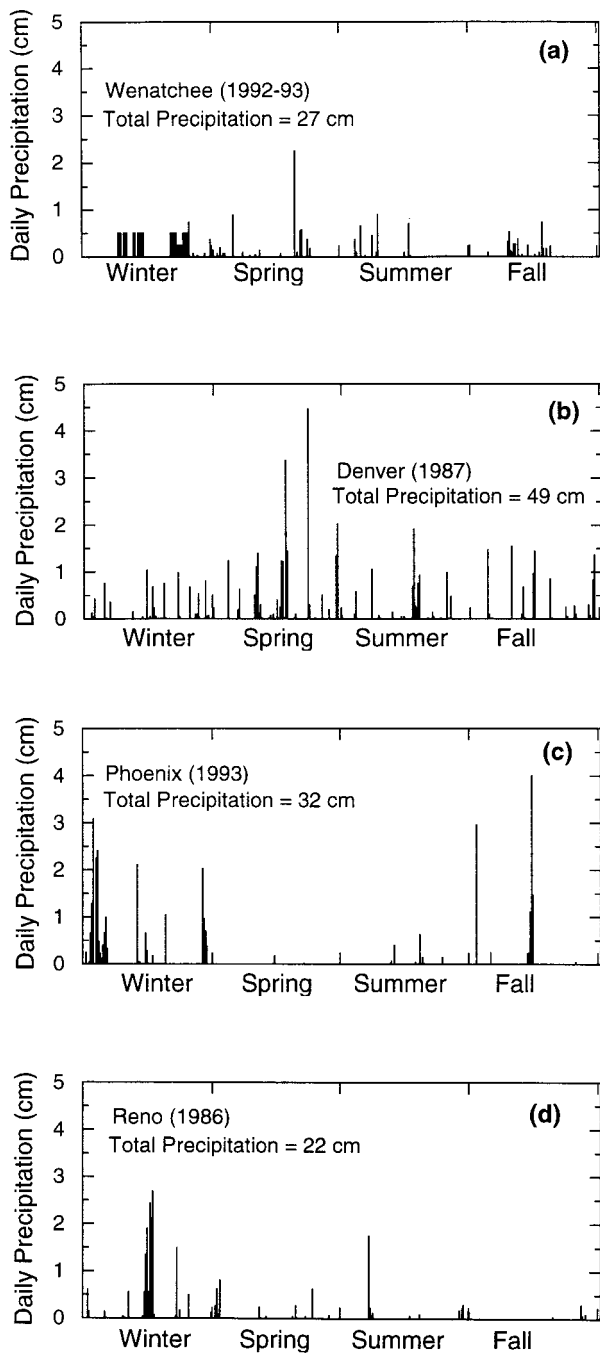 (a)
Daily Precipitation (cm)
5
4
3
2
1
0
Wenatchee (1992-93)
Total Precipitation = 27 cm
Winter Spring Summer Fall
(b)
Daily Precipitation (cm)
5
4
3
2
1
0
Denver (1987)
Total Precipitation = 49 cm
Winter Spring Summer Fall
(c)
Daily Precipitation (cm)
5
4
3
2
1
0
Phoenix (1993)
Total Precipitation = 32 cm
Winter Spring Summer Fall
(d)
Daily Precipitation (cm)
5
4
3
2
1
0
Reno (1986)
Total Precipitation = 22 cm
Winter Spring Summer Fall